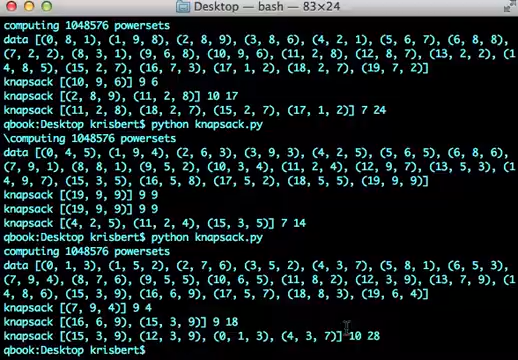 Desktop — bash — 83×24
computing 1048576 powersets
data [(0, 8, 1), (1, 9, 8), (2, 8, 9), (3, 8, 6), (4, 2, 1), (5, 7, 6), (6, 8, 8),
(7, 2, 2), (8, 3, 1), (9, 6, 8), (10, 9, 6), (11, 2, 8), (12, 8, 7), (13, 2, 2), (1
4, 8, 5), (15, 2, 7), (16, 7, 3), (17, 1, 2), (18, 2, 7), (19, 7, 2)]
knapsack [(10, 9, 6)] 9 6
knapsack [(2, 8, 9), (11, 2, 8)] 10 17
knapsack [(11, 2, 8), (18, 2, 7), (15, 2, 7), (17, 1, 2)] 7 24
qbook:Desktop krisbert$ python knapsack.py
\computing 1048576 powersets
data [(0, 4, 5), (1, 9, 4), (2, 6, 3), (3, 9, 3), (4, 2, 5), (5, 6, 5), (6, 8, 6),
(7, 9, 1), (8, 8, 1), (9, 5, 2), (10, 3, 4), (11, 2, 4), (12, 9, 7), (13, 5, 3), (1
4, 9, 7), (15, 3, 5), (16, 5, 8), (17, 5, 2), (18, 5, 5), (19, 9, 9)]
knapsack [(19, 9, 9)] 9 9
knapsack [(19, 9, 9)] 9 9
knapsack [(4, 2, 5), (11, 2, 4), (15, 3, 5)] 7 14
qbook:Desktop krisbert$ python knapsack.py
computing 1048576 powersets
data [(0, 1, 3), (1, 5, 2), (2, 7, 6), (3, 5, 2), (4, 3, 7), (5, 8, 1), (6, 5, 3),
(7, 9, 4), (8, 7, 6), (9, 5, 5), (10, 6, 5), (11, 8, 2), (12, 9, 1), (13, 7, 9), (1
4, 8, 6), (15, 3, 9), (16, 6, 9), (17, 5, 7), (18, 8, 3), (19, 6, 4)]
knapsack [(7, 9, 4)] 9 4
knapsack [(16, 6, 9), (15, 3, 9)] 9 18
knapsack [(15, 3, 9), (12, 3, 9), (0, 1, 3), (4, 3, 7)] 10 28
qbook:Desktop krisbert$